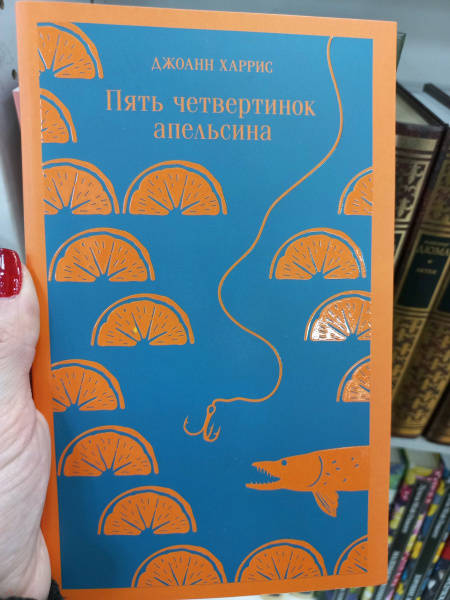 ДЖОАНН ХАРРИС
Пять четвертинок
апельсина